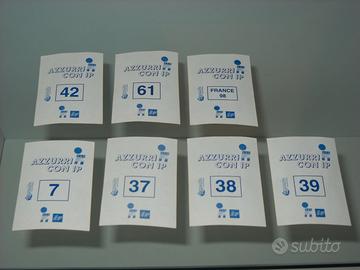 AZZURRI
CON IP
42
AZZURRI
CON IP
61
AZZURRI
CON IP
FRANCE
98
AZZURRI
CON IP
7
AZZURRI
CON IP
37
AZZURRI
CON IP
38
AZZURRI
CON IP
39
subito